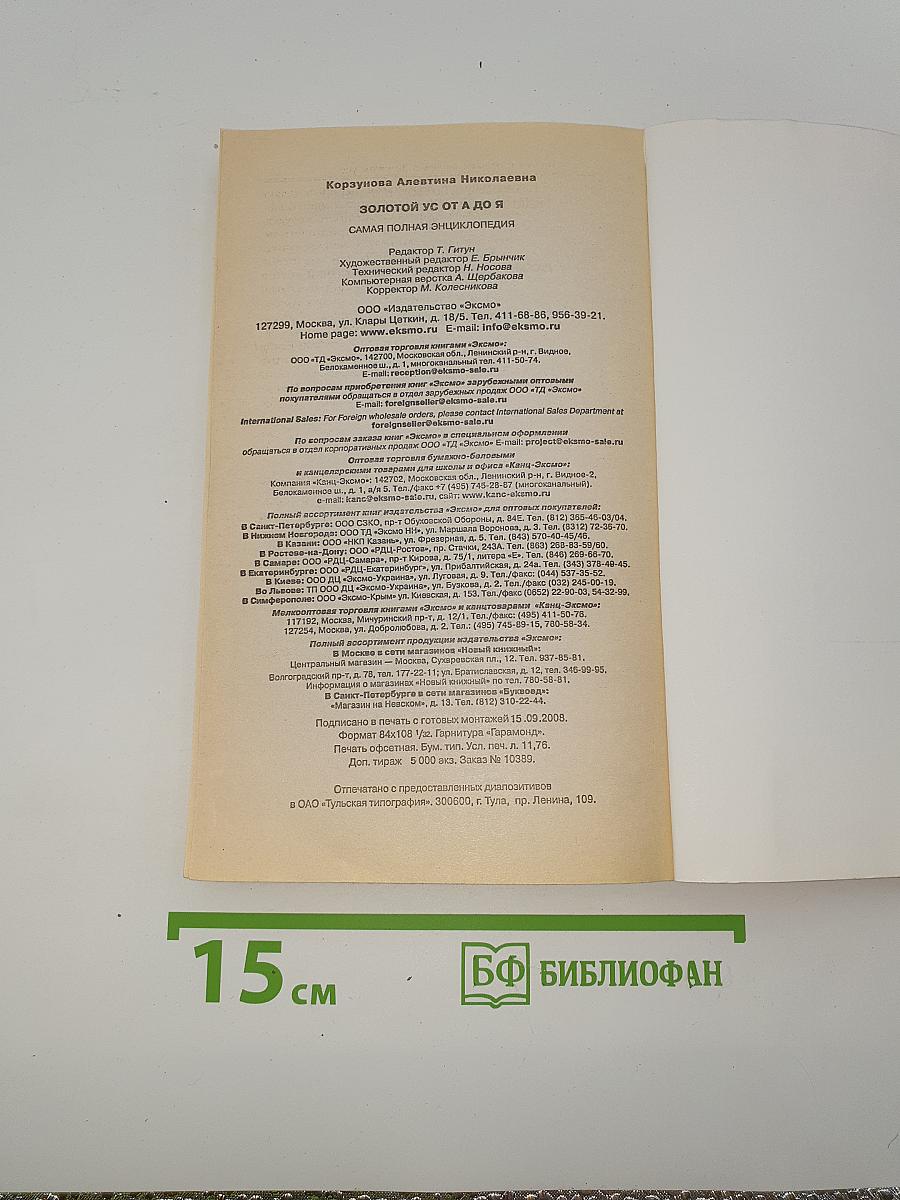 Корзунова Алевтина Николаевна
ЗОЛОТОЙ УС ОТ А ДО Я
САМАЯ ПОЛНАЯ ЭНЦИКЛОПЕДИЯ
Редактор Т. Гитун
Художественный редактор Е. Брынчик
Технический редактор Н. Носова
Компьютерная верстка А. Щербакова
Корректор М. Колесникова
ООО «Издательство «Эксмо»
127299, Москва, ул. Клары Цеткин, д. 18/5. Тел. 411-68-86, 956-39-21.
Home page: www.eksmo.ru E-mail: info@eksmo.ru
Оптовая торговля книгами «Эксмо»:
ООО «ТД «Эксмо». 142700, Московская обл., Ленинский р-н, г. Видное,
Белокаменное ш., д. 1, многоканальный тел. 411-50-74.
E-mail: reception@eksmo-sale.ru
По вопросам приобретения книг «Эксмо» зарубежными оптовыми
покупателями обращаться в отдел зарубежных продаж ООО «ТД «Эксмо»
E-mail: foreignseller@eksmo-sale.ru
International Sales: For Foreign wholesale orders, please contact International Sales Department at
foreignseller@eksmo-sale.ru
По вопросам заказа книг «Эксмо» в специальном оформлении
обращаться в отдел корпоративных продаж ООО «ТД «Эксмо» E-mail: project@eksmo-sale.ru
Оптовая торговля бумажно-беловыми
и канцелярскими товарами для школы и офиса «Канц-Эксмо»:
Компания «Канц-Эксмо»: 142702, Московская обл., Ленинский р-н, г. Видное-2,
Белокаменное ш., д. 1, а/я 5. Тел./факс +7 (495) 745-28-87 (многоканальный).
e-mail: kanc@eksmo-sale.ru, сайт: www.kanc-eksmo.ru
Полный ассортимент книг издательства «Эксмо» для оптовых покупателей:
В Санкт-Петербурге: ООО СЗКО, пр-т Обуховской Обороны, д. 84Е. Тел. (812) 365-46-03/04.
В Нижнем Новгороде: ООО ТД «Эксмо НН», ул. Маршала Воронова, д. 3. Тел. (8312) 72-36-70.
В Казани: ООО «НКП Казань», ул. Фрезерная, д. 5. Тел. (843) 570-40-45/46.
В Ростове-на-Дону: ООО «РДЦ-Ростов», пр. Стачки, 243А. Тел. (863) 268-83-59/60.
В Самаре: ООО «РДЦ-Самара», пр-т Кирова, д. 75/1, литера «Е». Тел. (846) 269-66-70.
В Екатеринбурге: ООО «РДЦ-Екатеринбург», ул. Прибалтийская, д. 24а. Тел. (343) 378-49-45.
В Киеве: ООО ДЦ «Эксмо-Украина», ул. Луговая, д. 9. Тел./факс: (044) 537-35-52.
Во Львове: ТП ООО ДЦ «Эксмо-Украина», ул. Бузкова, д. 2. Тел./факс (032) 245-00-19.
В Симферополе: ООО «Эксмо-Крым» ул. Киевская, д. 153. Тел./факс (0652) 22-90-03, 54-32-99.
Мелкооптовая торговля книгами «Эксмо» и канцтоварами «Канц-Эксмо»:
117192, Москва, Мичуринский пр-т, д. 12/1. Тел./факс: (495) 411-50-76.
127254, Москва, ул. Добролюбова, д. 2. Тел.: (495) 745-89-15, 780-58-34.
Полный ассортимент продукции издательства «Эксмо»:
В Москве в сети магазинов «Новый книжный»:
Центральный магазин — Москва, Сухаревская пл., 12. Тел. 937-85-81.
Волгоградский пр-т, д. 78, тел. 177-22-11; ул. Братиславская, д. 12, тел. 346-99-95.
Информация о магазинах «Новый книжный» по тел. 780-58-81.
В Санкт-Петербурге в сети магазинов «Буквоед»:
«Магазин на Невском», д. 13. Тел. (812) 310-22-44.
Подписано в печать с готовых монтажей 15.09.2008.
Формат 84x108 1/32. Гарнитура «Гарамонд».
Печать офсетная. Бум. тип. Усл. печ. л. 11,76.
Доп. тираж 5 000 экз. Заказ № 10389.
Отпечатано с предоставленных диапозитивов
в ОАО «Тульская типография». 300600, г. Тула, пр. Ленина, 109.
15 см
БФ БИБЛИОФАН